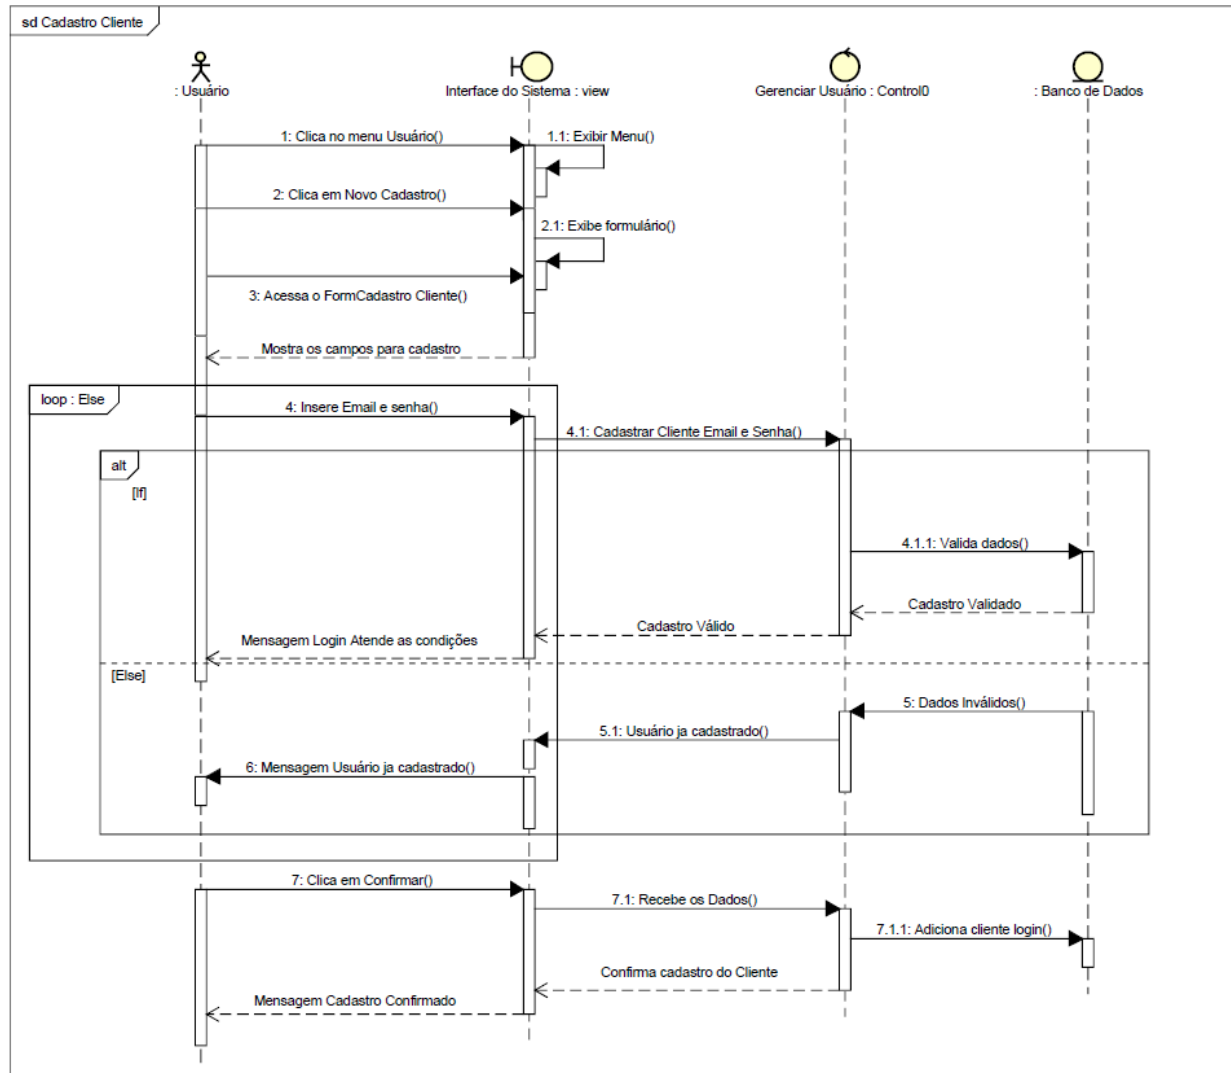 sd Cadastro Cliente
: Usuário
Interface do Sistema : view
Gerenciar Usuário : Control0
: Banco de Dados
1: Clica no menu Usuário()
1.1: Exibir Menu()
2: Clica em Novo Cadastro()
2.1: Exibe formulário()
3: Acessa o FormCadastro Cliente()
Mostra os campos para cadastro
loop : Else
4: Insere Email e senha()
4.1: Cadastrar Cliente Email e Senha()
alt
[If]
4.1.1: Valida dados()
Cadastro Validado
Cadastro Válido
Mensagem Login Atende as condições
[Else]
5: Dados Inválidos()
5.1: Usuário ja cadastrado()
6: Mensagem Usuário ja cadastrado()
7: Clica em Confirmar()
7.1: Recebe os Dados()
7.1.1: Adiciona cliente login()
Confirma cadastro do Cliente
Mensagem Cadastro Confirmado